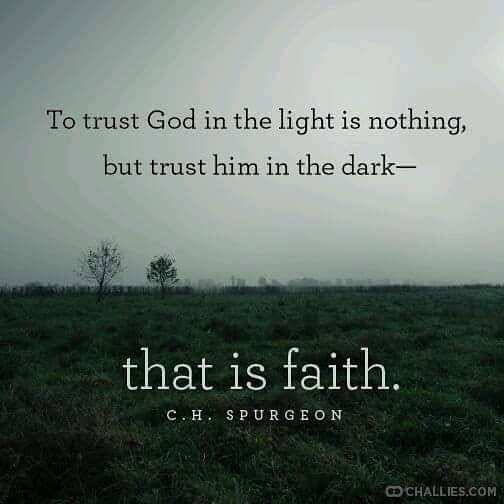 To trust God in the light is nothing,
but trust him in the dark—
that is faith.
C.H. SPURGEON
CHALLIES.COM